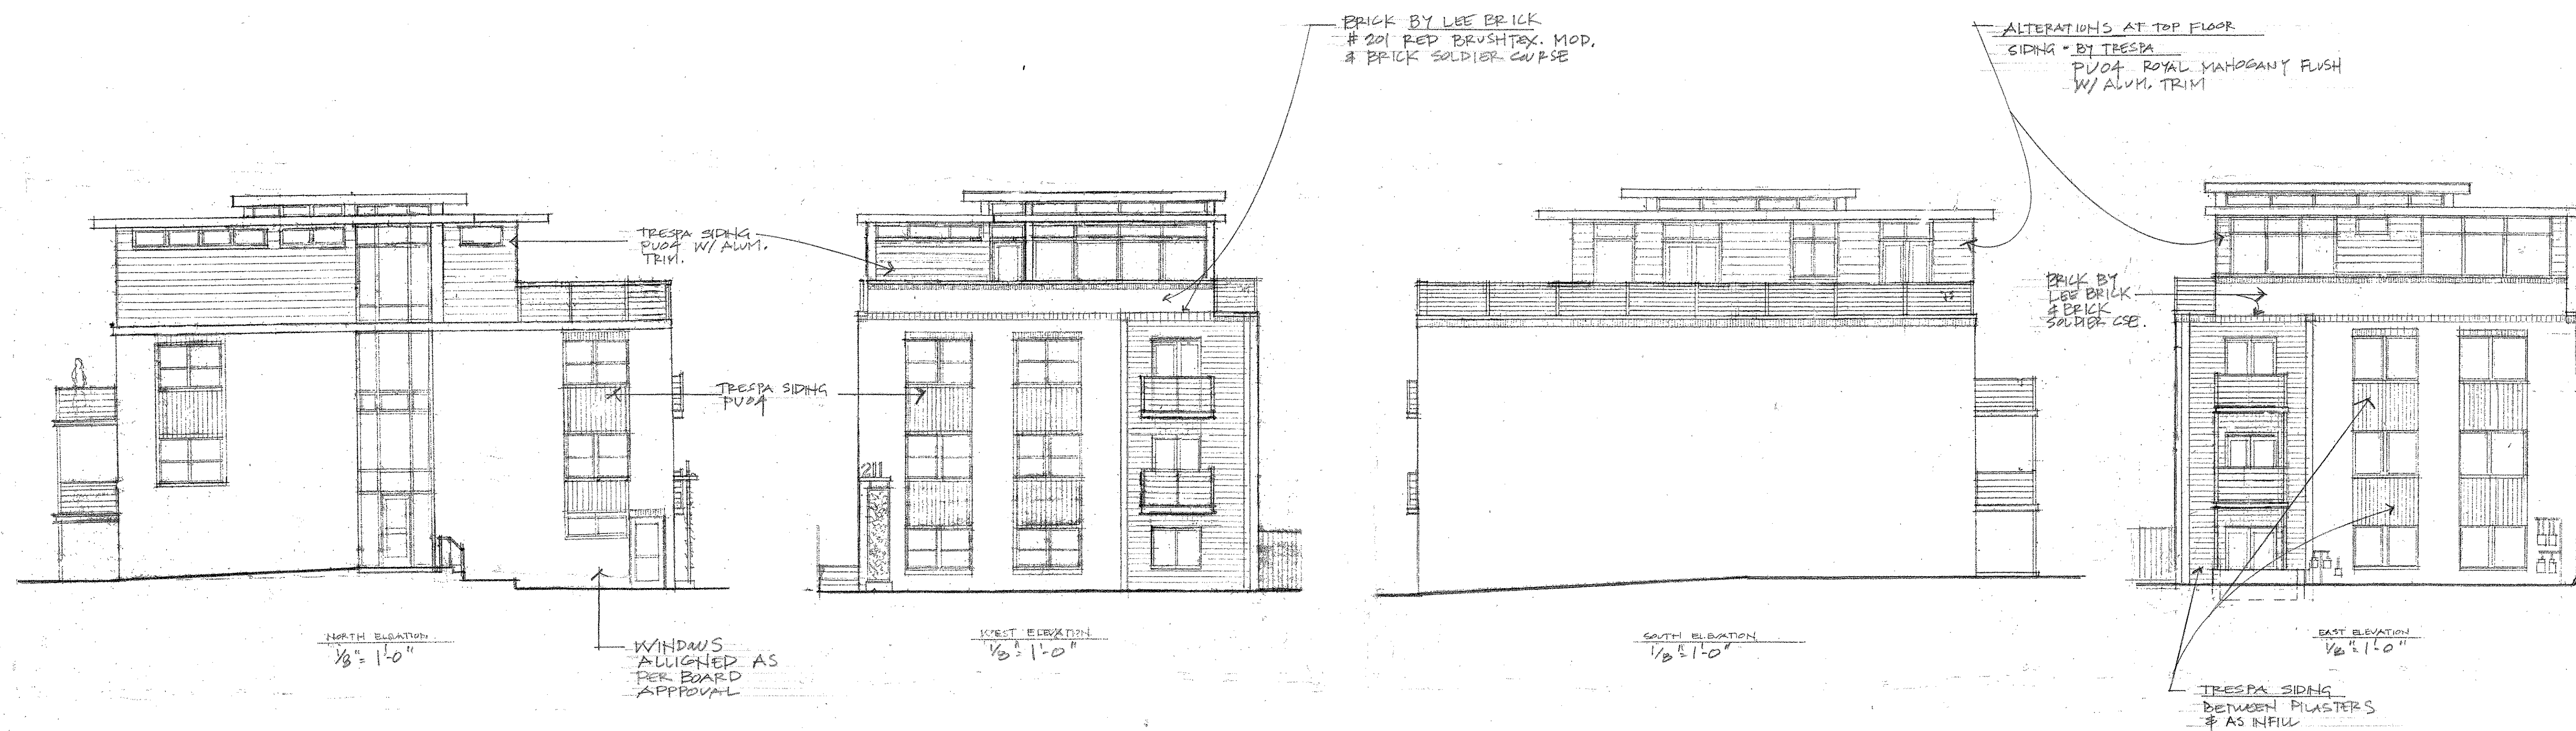 BRICK BY LEE BRICK
# 201 RED BRUSHTEX. MOD.
& BRICK SOLDIER COURSE
ALTERATIONS AT TOP FLOOR
SIDING - BY TRESPA
PU04 ROYAL MAHOGANY FLUSH
W/ ALUM. TRIM
TRESPA SIDING
PU04 W/ ALUM.
TRIM.
BRICK BY
LEE BRICK
& BRICK
SOLDIER CSE.
TRESPA SIDING
PU04
211
NORTH ELEVATION
1/8" = 1'-0"
WINDOWS
ALLIGNED AS
PER BOARD
APPPOVAL
WEST ELEVATION
1/8" = 1'-0"
SOUTH ELEVATION
1/8" = 1'-0"
EAST ELEVATION
1/8" = 1'-0"
TRESPA SIDING
BETWEEN PILASTERS
& AS INFILL